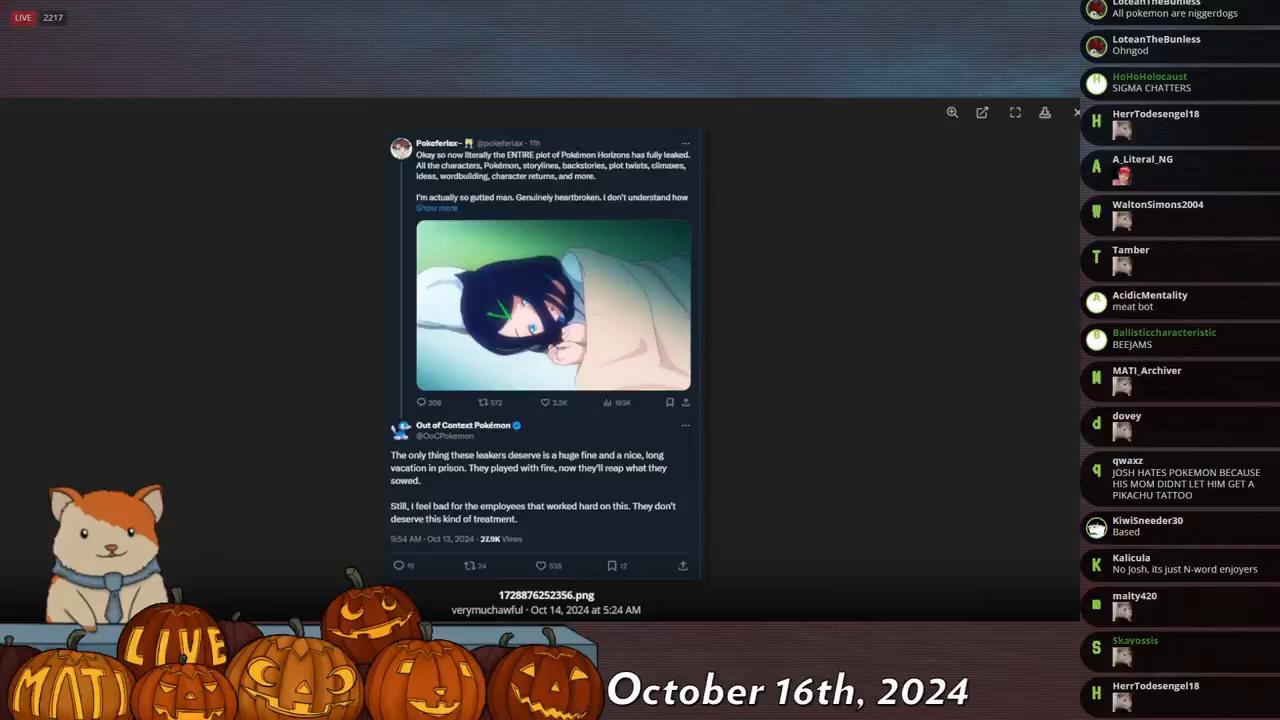 LIVE 2217
Pokeferlax- @pokeferlax · 11h
Okay so now literally the ENTIRE plot of Pokémon Horizons has fully leaked.
All the characters, Pokémon, storylines, backstories, plot twists, climaxes,
ideas, wordbuilding, character returns, and more.
I'm actually so gutted man. Genuinely heartbroken. I don't understand how
Show more
208 572 3.2K 193K
Out of Context Pokémon
@OoCPokemon
The only thing these leakers deserve is a huge fine and a nice, long
vacation in prison. They played with fire, now they'll reap what they
sowed.
Still, I feel bad for the employees that worked hard on this. They don't
deserve this kind of treatment.
9:54 AM · Oct 13, 2024 · 27.9K Views
15 24 538 12
1728876252356.png
verymuchawful · Oct 14, 2024 at 5:24 AM
LIVE
MATI
October 16th, 2024
LoteanTheBunless
All pokemon are niggerdogs
LoteanTheBunless
Ohngod
H
HoHoHolocaust
SIGMA CHATTERS
H
HerrTodesengel18
A
A_Literal_NG
W
WaltonSimons2004
T
Tamber
A
AcidicMentality
meat bot
B
Ballisticcharacteristic
BEEJAMS
M
MATI_Archiver
d
dovey
q
qwaxz
JOSH HATES POKEMON BECAUSE
HIS MOM DIDNT LET HIM GET A
PIKACHU TATTOO
KiwiSneeder30
Based
K
Kalicula
No Josh, its just N-word enjoyers
m
malty420
S
Skavossis
H
HerrTodesengel18